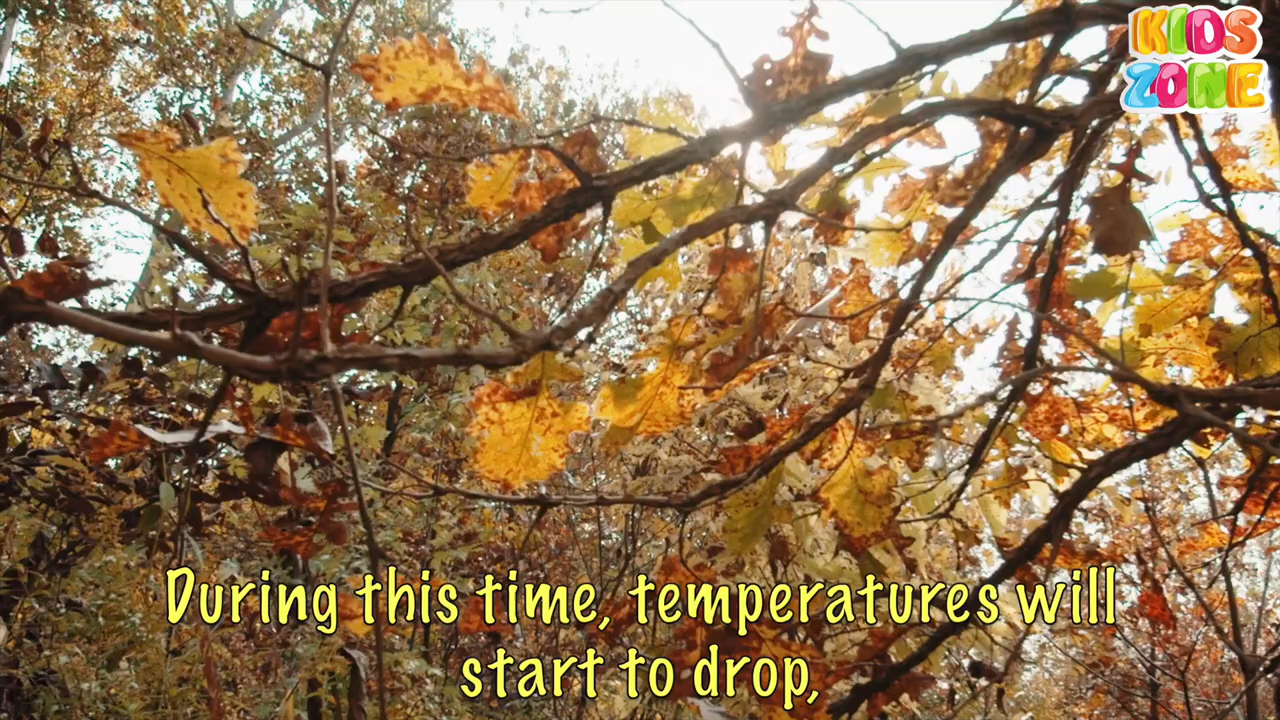 KIDS
ZONE
During this time, temperatures will
start to drop,